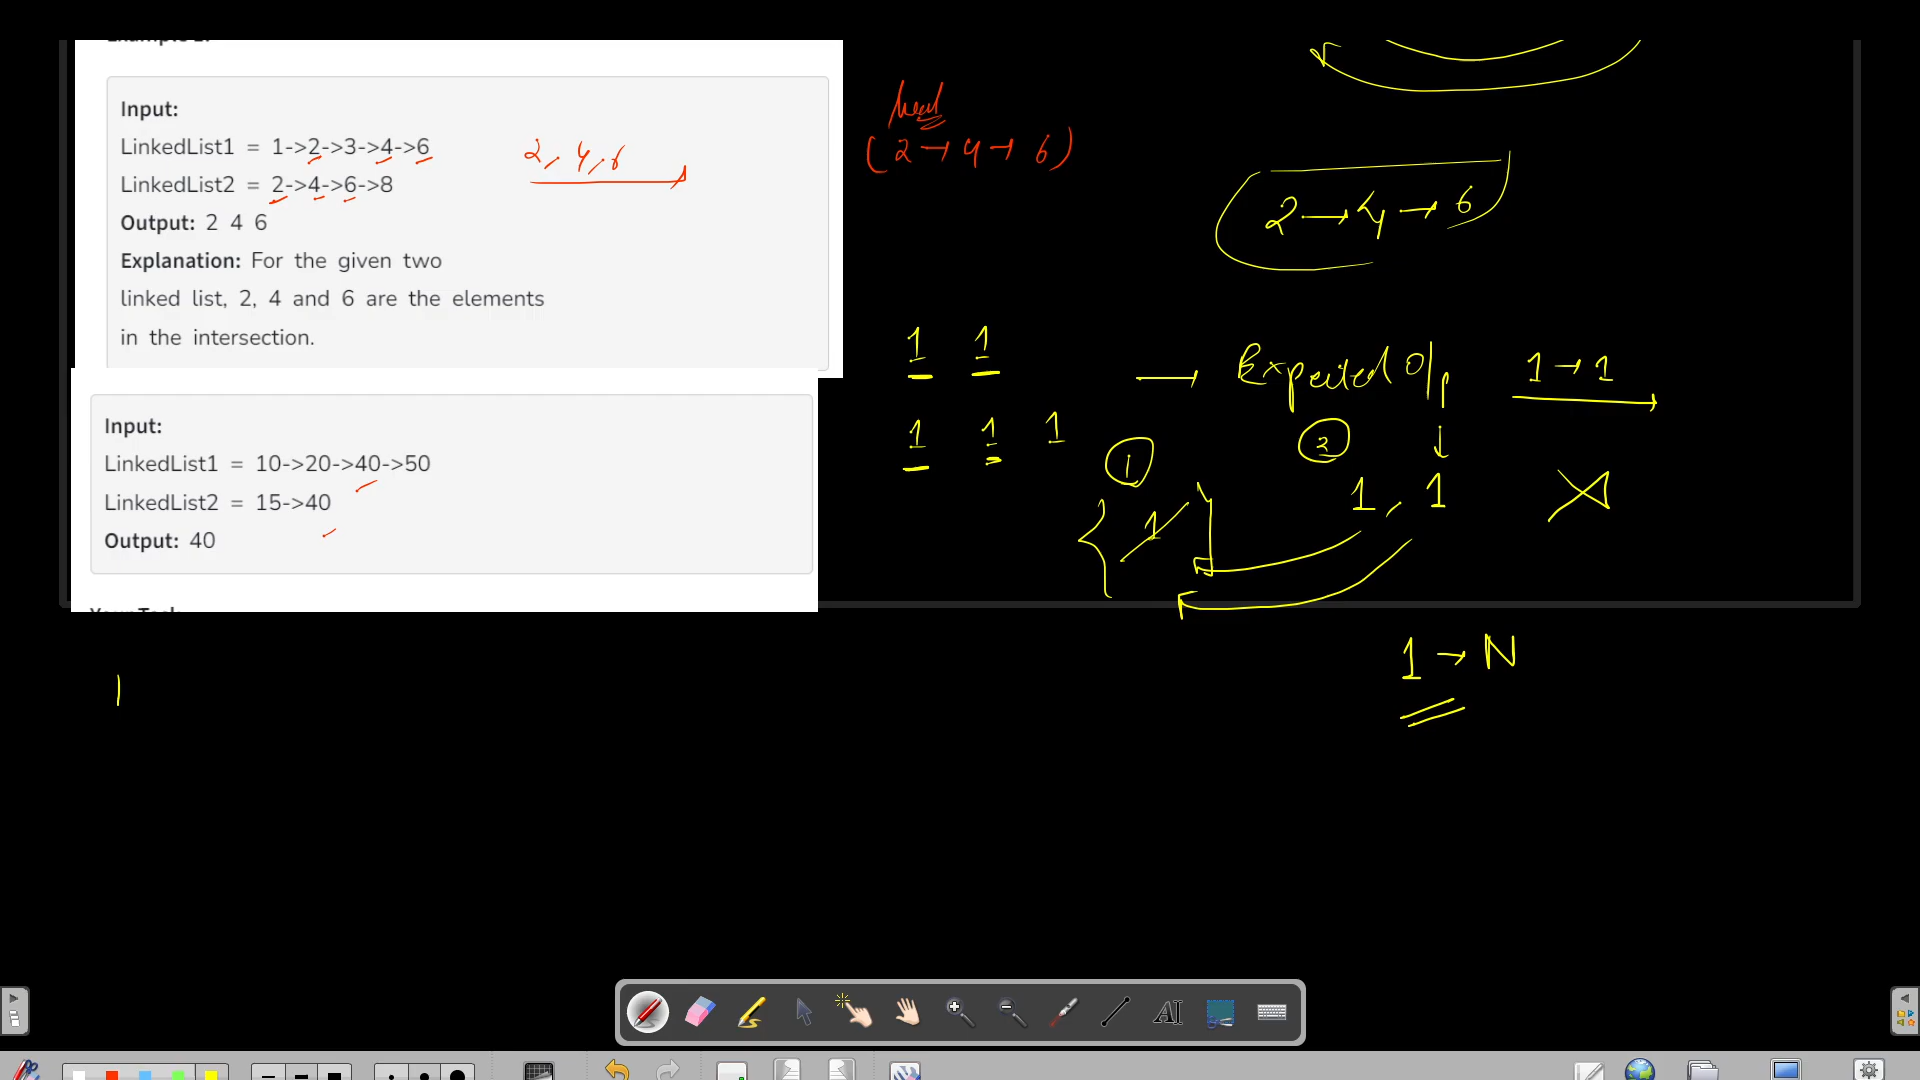 Input:
LinkedList1 = 1->2->3->4->6
LinkedList2 = 2->4->6->8
Output: 2 4 6
Explanation: For the given two
linked list, 2, 4 and 6 are the elements
in the intersection.
2, 4, 6
head
(2 → 4 → 6)
2 → 4 → 6
Input:
LinkedList1 = 10->20->40->50
LinkedList2 = 15->40
Output: 40
1 1
→ Expected O/p 1 → 1
1 1 1
1
2
1, 1
{ 1 }
1 → N
AI